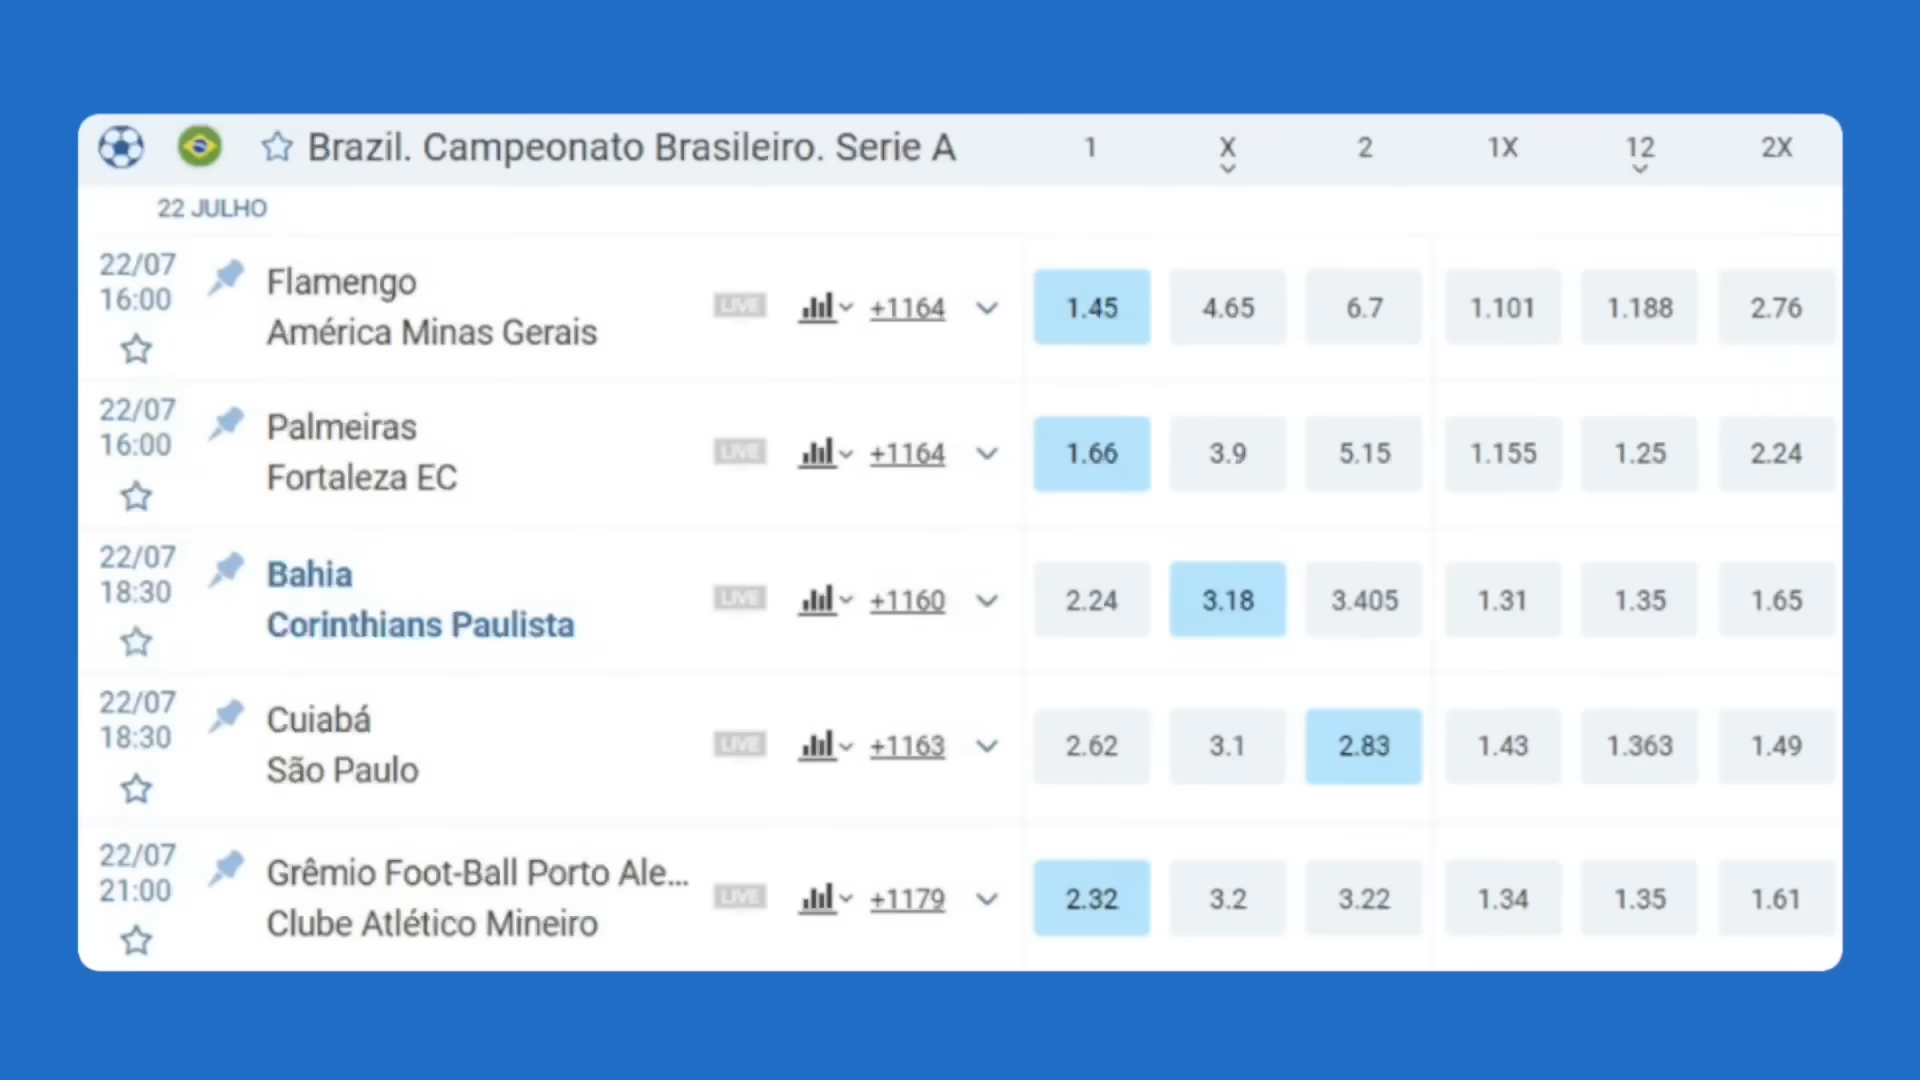 Brazil. Campeonato Brasileiro. Serie A 1 X 2 1X 12 2X
22 JULHO
22/07
16:00
Flamengo
América Minas Gerais
LIVE +1164 1.45 4.65 6.7 1.101 1.188 2.76
22/07
16:00
Palmeiras
Fortaleza EC
LIVE +1164 1.66 3.9 5.15 1.155 1.25 2.24
22/07
18:30
Bahia
Corinthians Paulista
LIVE +1160 2.24 3.18 3.405 1.31 1.35 1.65
22/07
18:30
Cuiabá
São Paulo
LIVE +1163 2.62 3.1 2.83 1.43 1.363 1.49
22/07
21:00
Grêmio Foot-Ball Porto Ale...
Clube Atlético Mineiro
LIVE +1179 2.32 3.2 3.22 1.34 1.35 1.61